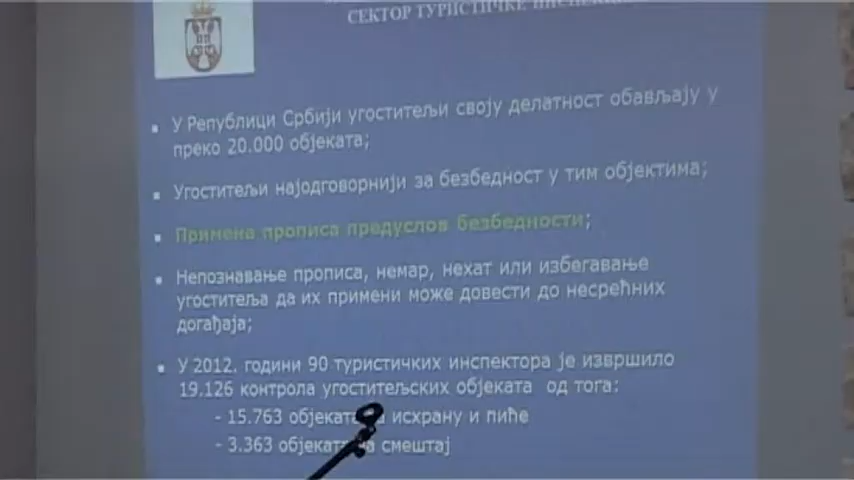 СЕКТОР ТУРИСТИЧКЕ
У Републици Србији угоститељи своју делатност обављају у
преко 20.000 објеката;
Угоститељи најодговорнији за безбедност у тим објектима;
Примена прописа предуслов безбедности;
Непознавање прописа, немар, нехат или избегавање
угоститеља да их примени може довести до несрећних
догађаја;
У 2012. години 90 туристичких инспектора је извршило
19.126 контрола угоститељских објеката од тога:
- 15.763 објеката за исхрану и пиће
- 3.363 објеката за смештај